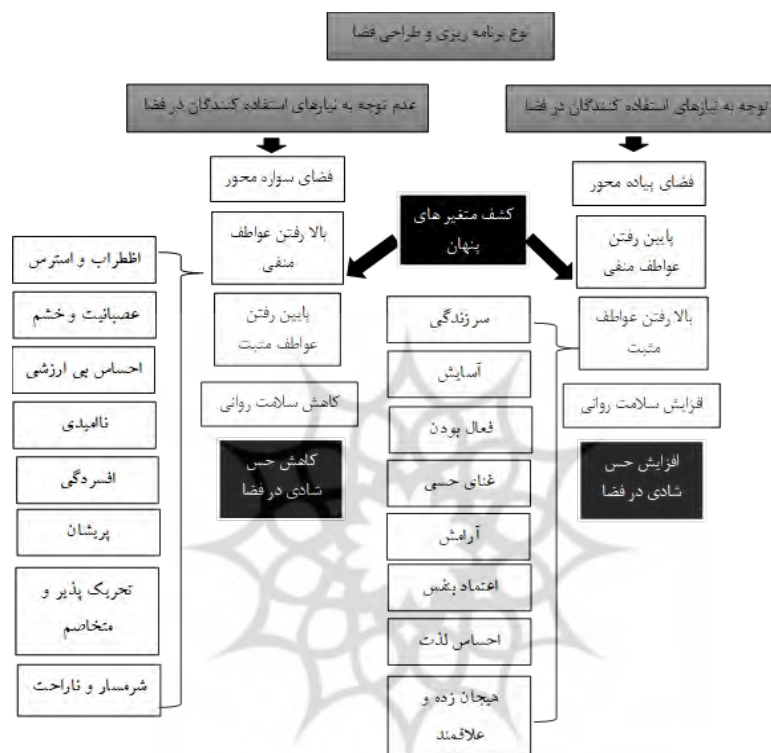 نوع برنامه ریزی و طراحی فضا
توجه به نیازهای استفاده کنندگان در فضا
عدم توجه به نیازهای استفاده کنندگان در فضا
فضای پیاده محور
پایین رفتن
عواطف منفی
بالا رفتن عواطف
مثبت
افزایش سلامت روانی
افزایش حس
شادی در فضا
کشف متغیر های
پنهان
سرزندگی
آسایش
فعال بودن
غنای حسی
آرامش
اعتماد بنفس
احساس لذت
هیجان زده و
علاقمند
فضای سواره محور
بالا رفتن عواطف
منفی
پایین رفتن
عواطف مثبت
کاهش سلامت روانی
کاهش حس
شادی در فضا
اظطراب و استرس
عصبانیت و خشم
احساس بی ارزشی
ناامیدی
افسردگی
پریشان
تحریک پذیر و
متخاصم
شرمسار و ناراحت